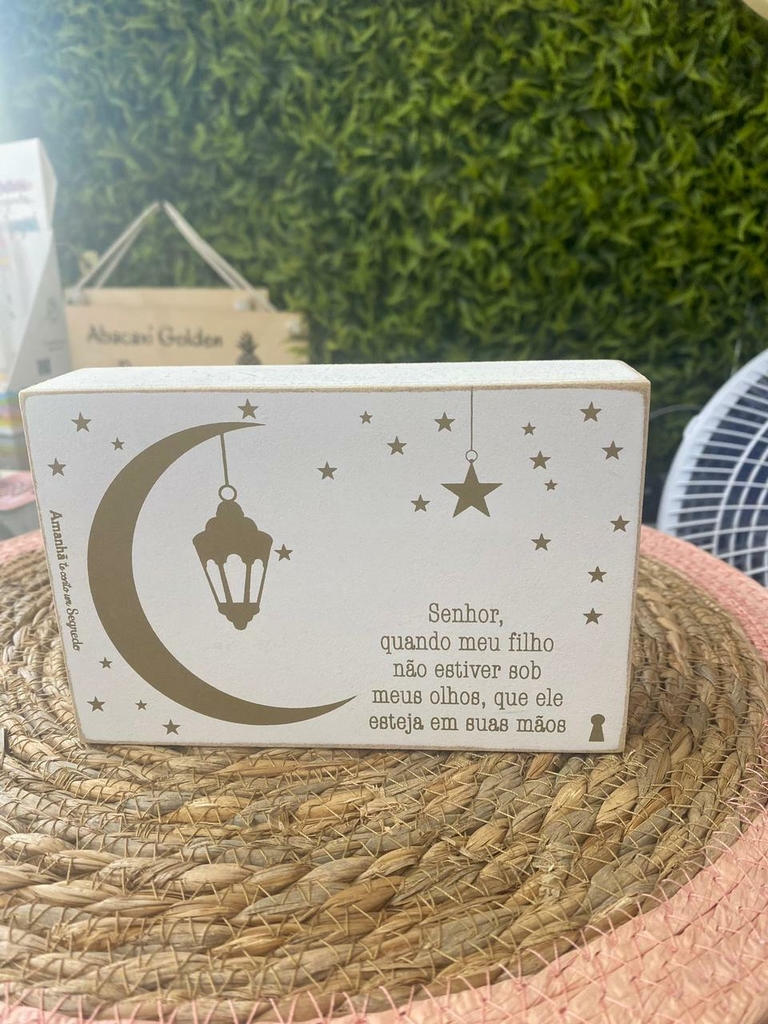 Abacaxi Golden
Amanhã te conto um Segredo
Senhor,
quando meu filho
não estiver sob
meus olhos, que ele
esteja em suas mãos